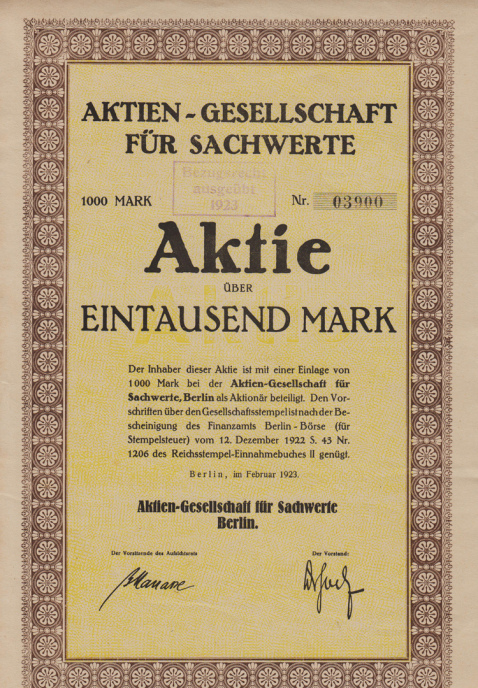 AKTIEN-GESELLSCHAFT
FÜR SACHWERTE
Bezugsrecht
ausgeübt
1923
1000 MARK
Nr. 03900
Aktie
ÜBER
EINTAUSEND MARK
Der Inhaber dieser Aktie ist mit einer Einlage von
1000 Mark bei der Aktien-Gesellschaft für
Sachwerte, Berlin als Aktionär beteiligt. Den Vor-
schriften über den Gesellschaftsstempel ist nach der Be-
scheinigung des Finanzamts Berlin-Börse (für
Stempelsteuer) vom 12. Dezember 1922 S. 43 Nr.
1206 des Reichsstempel-Einnahmebuches II genügt.
Berlin, im Februar 1923.
Aktien-Gesellschaft für Sachwerte
Berlin.
Der Vorsitzende des Aufsichtsrats
Der Vorstand: